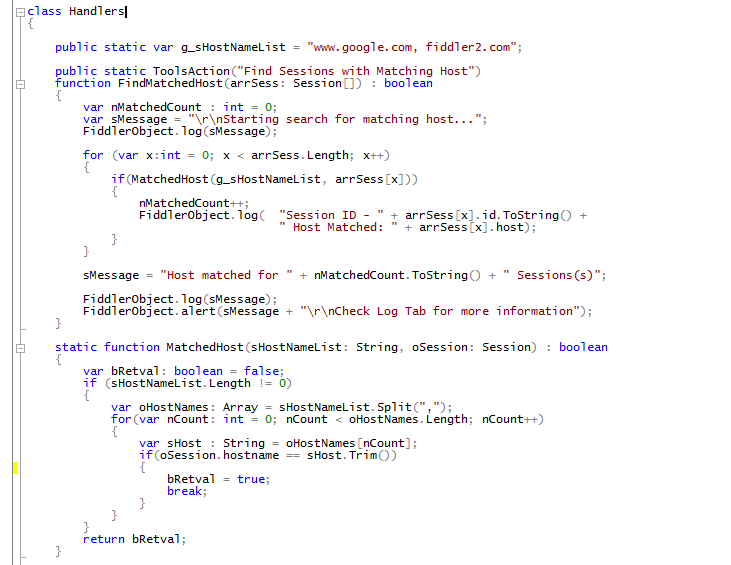 class Handlers
{
public static var g_sHostNameList = "www.google.com, fiddler2.com";
public static ToolsAction("Find Sessions with Matching Host")
function FindMatchedHost(arrSess: Session[]) : boolean
{
var nMatchedCount : int = 0;
var sMessage = "\r\nStarting search for matching host...";
FiddlerObject.log(sMessage);
for (var x:int = 0; x < arrSess.Length; x++)
{
if(MatchedHost(g_sHostNameList, arrSess[x]))
{
nMatchedCount++;
FiddlerObject.log(  "Session ID - " + arrSess[x].id.ToString() +
" Host Matched: " + arrSess[x].host);
}
}
sMessage = "Host matched for " + nMatchedCount.ToString() + " Sessions(s)";
FiddlerObject.log(sMessage);
FiddlerObject.alert(sMessage + "\r\nCheck Log Tab for more information");
}
static function MatchedHost(sHostNameList: String, oSession: Session) : boolean
{
var bRetval: boolean = false;
if (sHostNameList.Length != 0)
{
var oHostNames: Array = sHostNameList.Split(",");
for(var nCount: int = 0; nCount < oHostNames.Length; nCount++)
{
var sHost : String = oHostNames[nCount];
if(oSession.hostname == sHost.Trim())
{
bRetval = true;
break;
}
}
}
return bRetval;
}